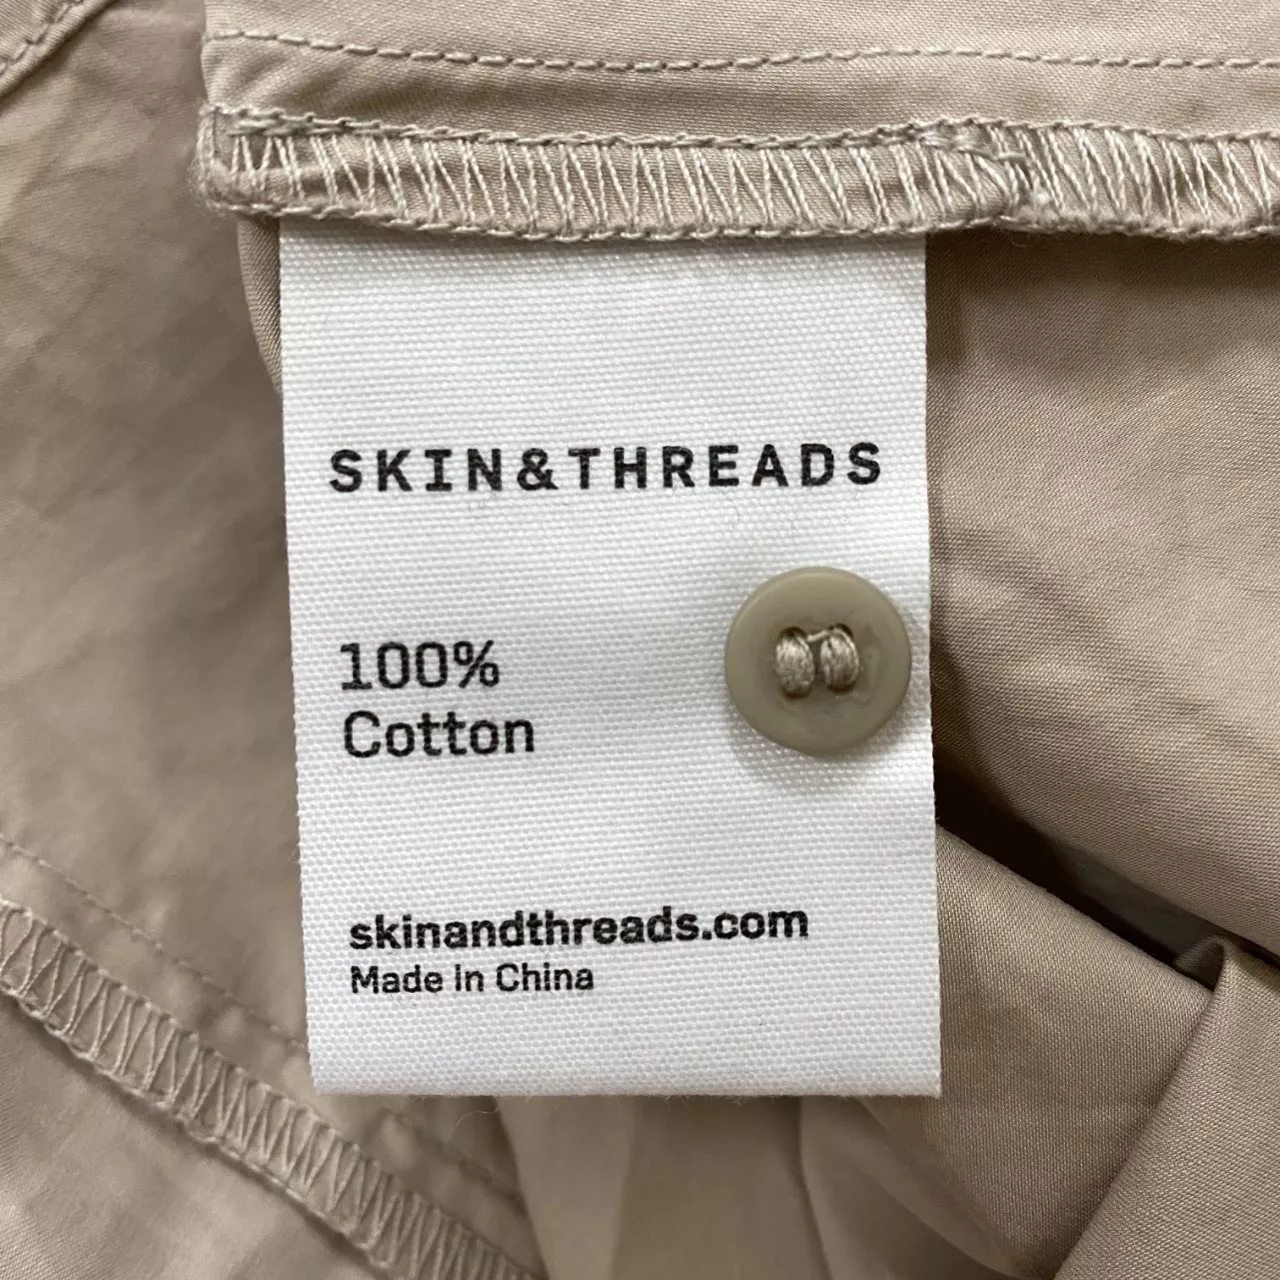 SKIN&THREADS
100%
Cotton
skinandthreads.com
Made in China